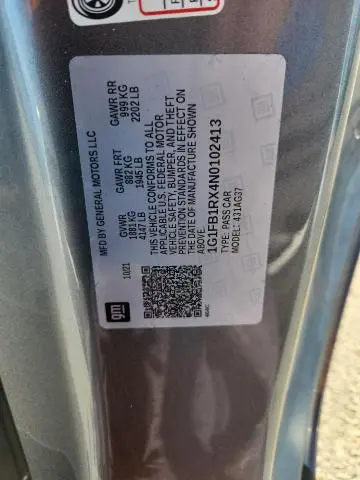 MFD BY GENERAL MOTORS LLC
10/21
GVWR
1881 KG
4147 LB
GAWR FRT
882 KG
1945 LB
GAWR RR
999 KG
2202 LB
THIS VEHICLE CONFORMS TO ALL
APPLICABLE U.S. FEDERAL MOTOR
VEHICLE SAFETY, BUMPER, AND THEFT
PREVENTION STANDARDS IN EFFECT ON
THE DATE OF MANUFACTURE SHOWN
ABOVE.
1G1FB1RX4N0102413
TYPE: PASS CAR
MODEL: 431AG37
gm